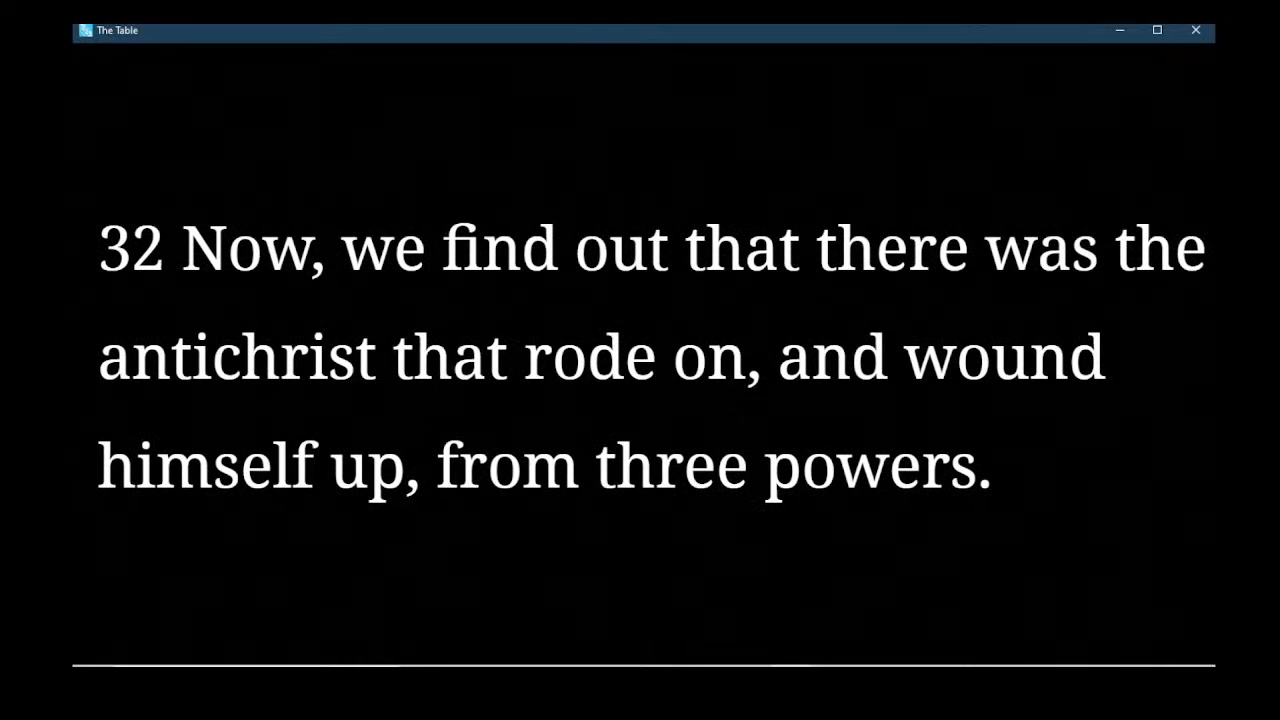 The Table
32 Now, we find out that there was the
antichrist that rode on, and wound
himself up, from three powers.